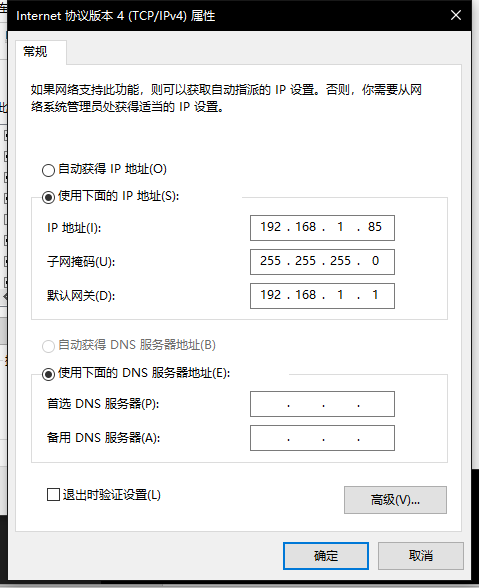 Internet 协议版本 4 (TCP/IPv4) 属性
常规
如果网络支持此功能，则可以获取自动指派的 IP 设置。否则，你需要从网
络系统管理员处获得适当的 IP 设置。
自动获得 IP 地址(O)
使用下面的 IP 地址(S):
IP 地址(I): 192 . 168 . 1 . 85
子网掩码(U): 255 . 255 . 255 . 0
默认网关(D): 192 . 168 . 1 . 1
自动获得 DNS 服务器地址(B)
使用下面的 DNS 服务器地址(E):
首选 DNS 服务器(P): . . .
备用 DNS 服务器(A): . . .
退出时验证设置(L)
高级(V)...
确定 取消